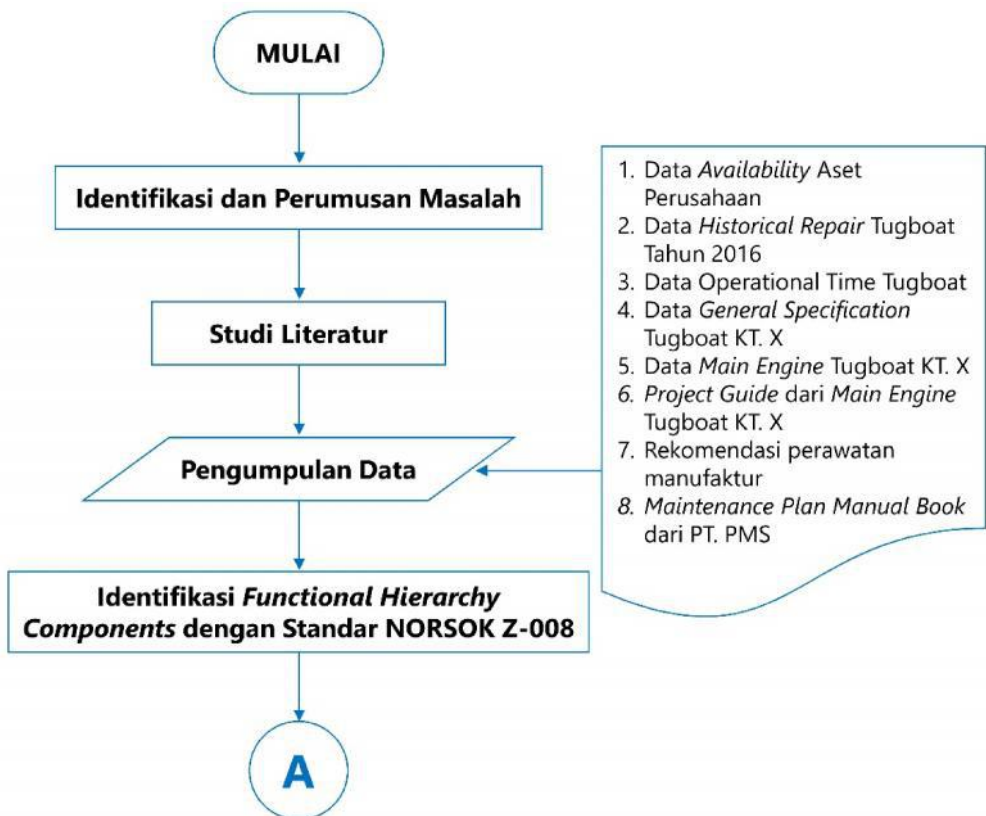 MULAI
Identifikasi dan Perumusan Masalah
Studi Literatur
Pengumpulan Data
1. Data Availability Aset
Perusahaan
2. Data Historical Repair Tugboat
Tahun 2016
3. Data Operational Time Tugboat
4. Data General Specification
Tugboat KT. X
5. Data Main Engine Tugboat KT. X
6. Project Guide dari Main Engine
Tugboat KT. X
7. Rekomendasi perawatan
manufaktur
8. Maintenance Plan Manual Book
dari PT. PMS
Identifikasi Functional Hierarchy
Components dengan Standar NORSOK Z-008
A